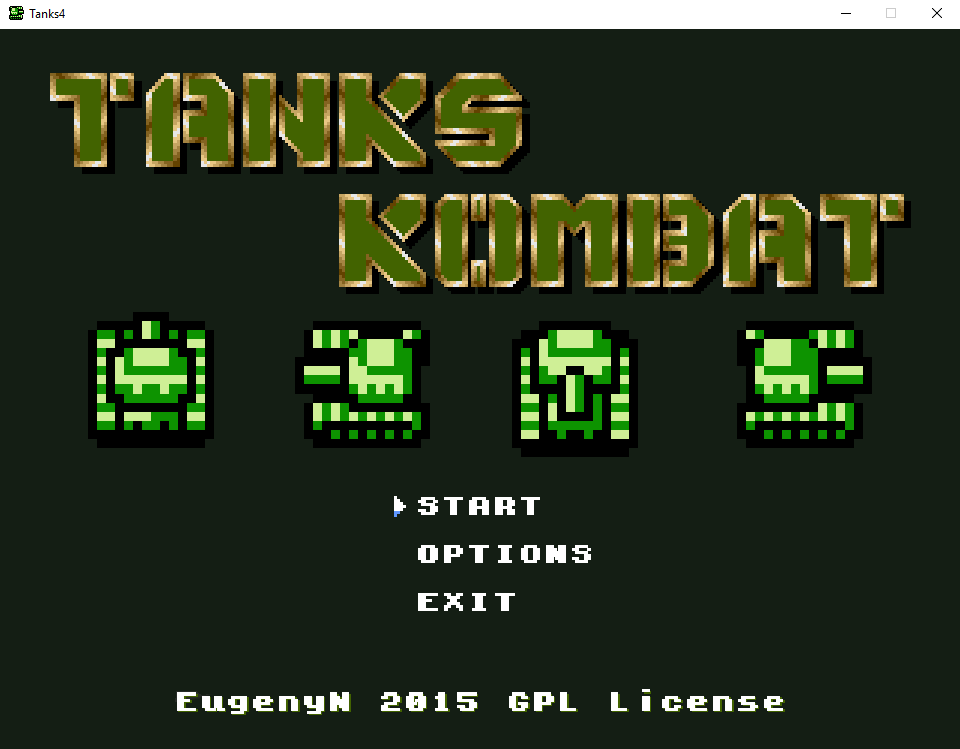 Tanks4
TANKS
KOMBAT
START
OPTIONS
EXIT
EugenyN 2015 GPL License